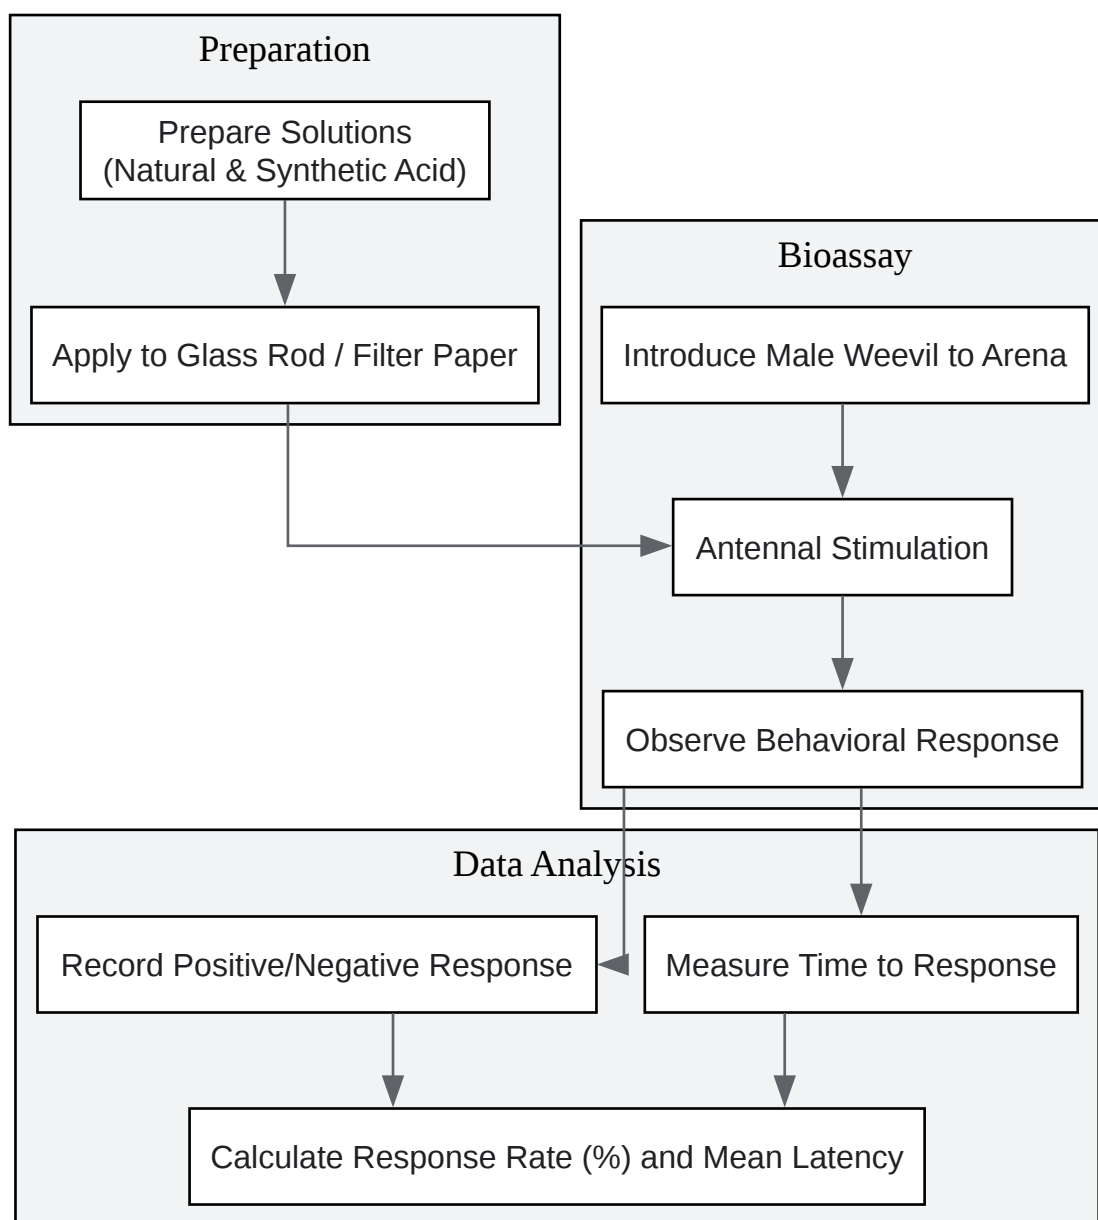 Preparation
Prepare Solutions
(Natural & Synthetic Acid)
Apply to Glass Rod / Filter Paper
Bioassay
Introduce Male Weevil to Arena
Antennal Stimulation
Observe Behavioral Response
Data Analysis
Record Positive/Negative Response
Measure Time to Response
Calculate Response Rate (%) and Mean Latency